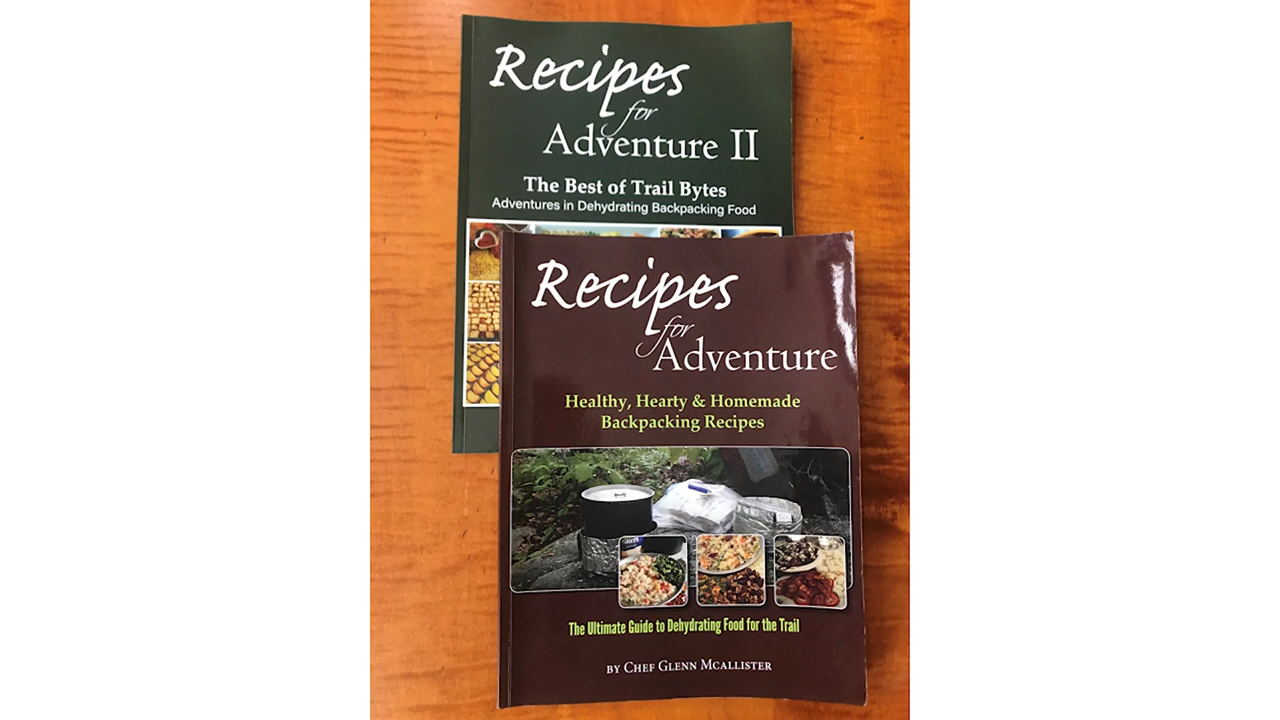 Recipes
for
Adventure II
The Best of Trail Bytes
Adventures in Dehydrating Backpacking Food
Recipes
for
Adventure
Healthy, Hearty & Homemade
Backpacking Recipes
The Ultimate Guide to Dehydrating Food for the Trail
BY CHEF GLENN MCALLISTER